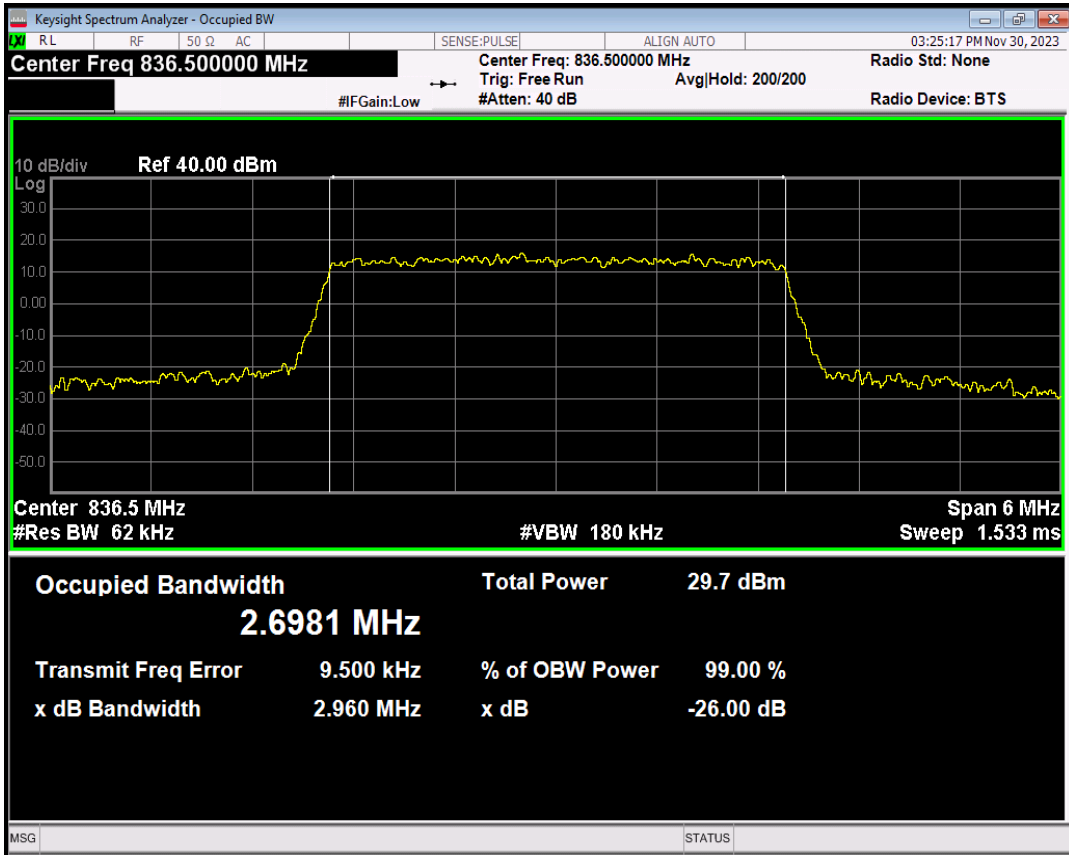 Keysight Spectrum Analyzer - Occupied BW
LXI RL RF 50 Ω AC SENSE:PULSE ALIGN AUTO 03:25:17 PM Nov 30, 2023
Center Freq 836.500000 MHz Center Freq: 836.500000 MHz Radio Std: None
Trig: Free Run Avg|Hold: 200/200
#IFGain:Low #Atten: 40 dB Radio Device: BTS
10 dB/div Ref 40.00 dBm
Log
30.0
20.0
10.0
0.00
-10.0
-20.0
-30.0
-40.0
-50.0
Center 836.5 MHz Span 6 MHz
#Res BW 62 kHz #VBW 180 kHz Sweep 1.533 ms
Occupied Bandwidth Total Power 29.7 dBm
2.6981 MHz
Transmit Freq Error 9.500 kHz % of OBW Power 99.00 %
x dB Bandwidth 2.960 MHz x dB -26.00 dB
MSG STATUS